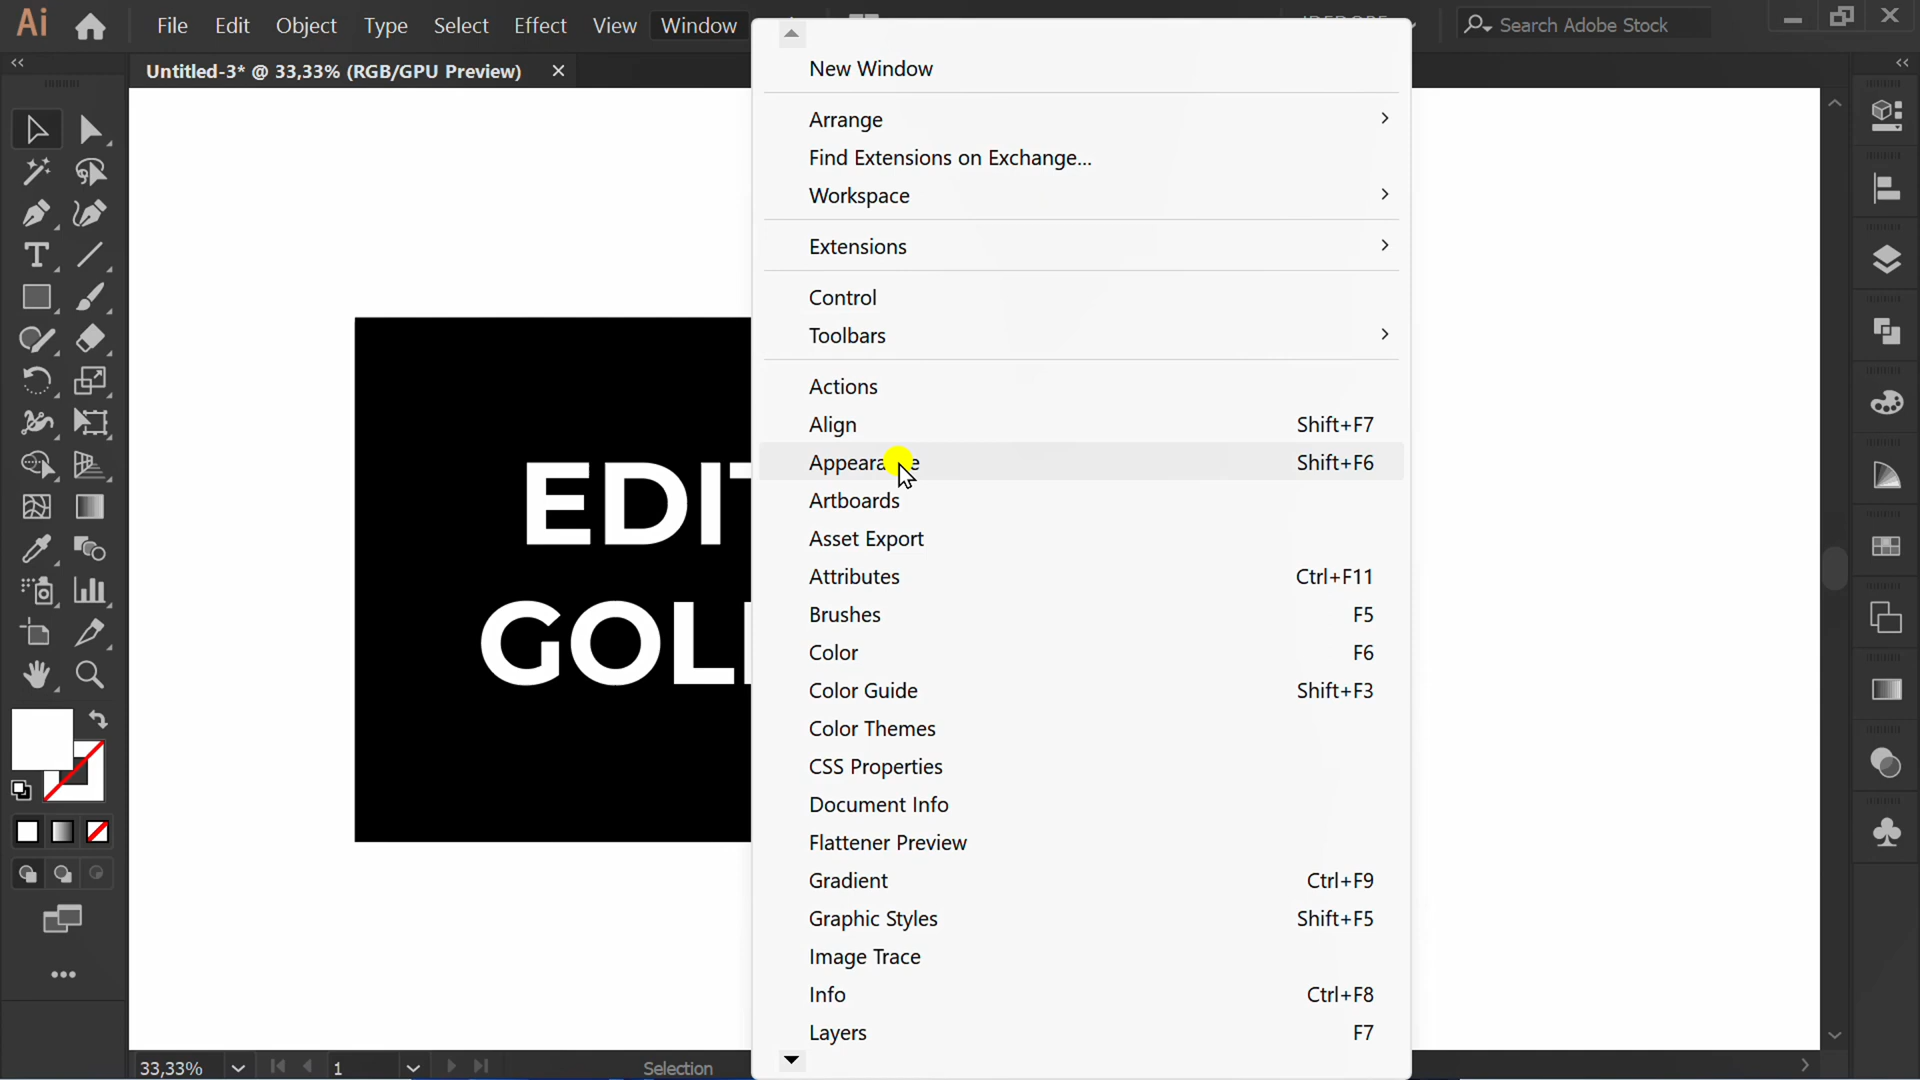 Ai File Edit Object Type Select Effect View Window Search Adobe Stock
Untitled-3* @ 33,33% (RGB/GPU Preview)
New Window
Arrange
Find Extensions on Exchange...
Workspace
Extensions
Control
Toolbars
Actions
Align Shift+F7
Appearance Shift+F6
Artboards
Asset Export
Attributes Ctrl+F11
Brushes F5
Color F6
Color Guide Shift+F3
Color Themes
CSS Properties
Document Info
Flattener Preview
Gradient Ctrl+F9
Graphic Styles Shift+F5
Image Trace
Info Ctrl+F8
Layers F7
EDIT
GOL
33,33% 1 Selection